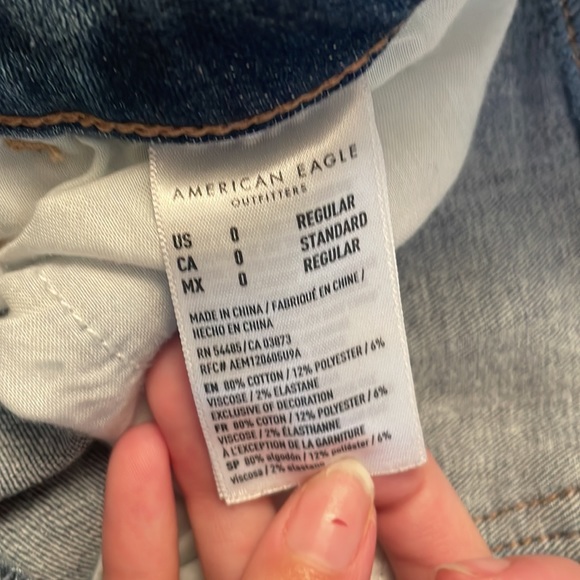 AMERICAN EAGLE
OUTFITTERS
US 0 REGULAR
CA 0 STANDARD
MX 0 REGULAR
MADE IN CHINA / FABRIQUÉ EN CHINE /
HECHO EN CHINA
RN 54485/CA 03873
RFC# AEM120605U9A
EN 80% COTTON / 12% POLYESTER / 6%
VISCOSE / 2% ELASTANE
EXCLUSIVE OF DECORATION
FR 80% COTON / 12% POLYESTER / 6%
VISCOSE / 2% ÉLASTHANNE
À L'EXCEPTION DE LA GARNITURE
SP 80% algodón / 12% poliéster / 6%
viscosa / 2% elastano